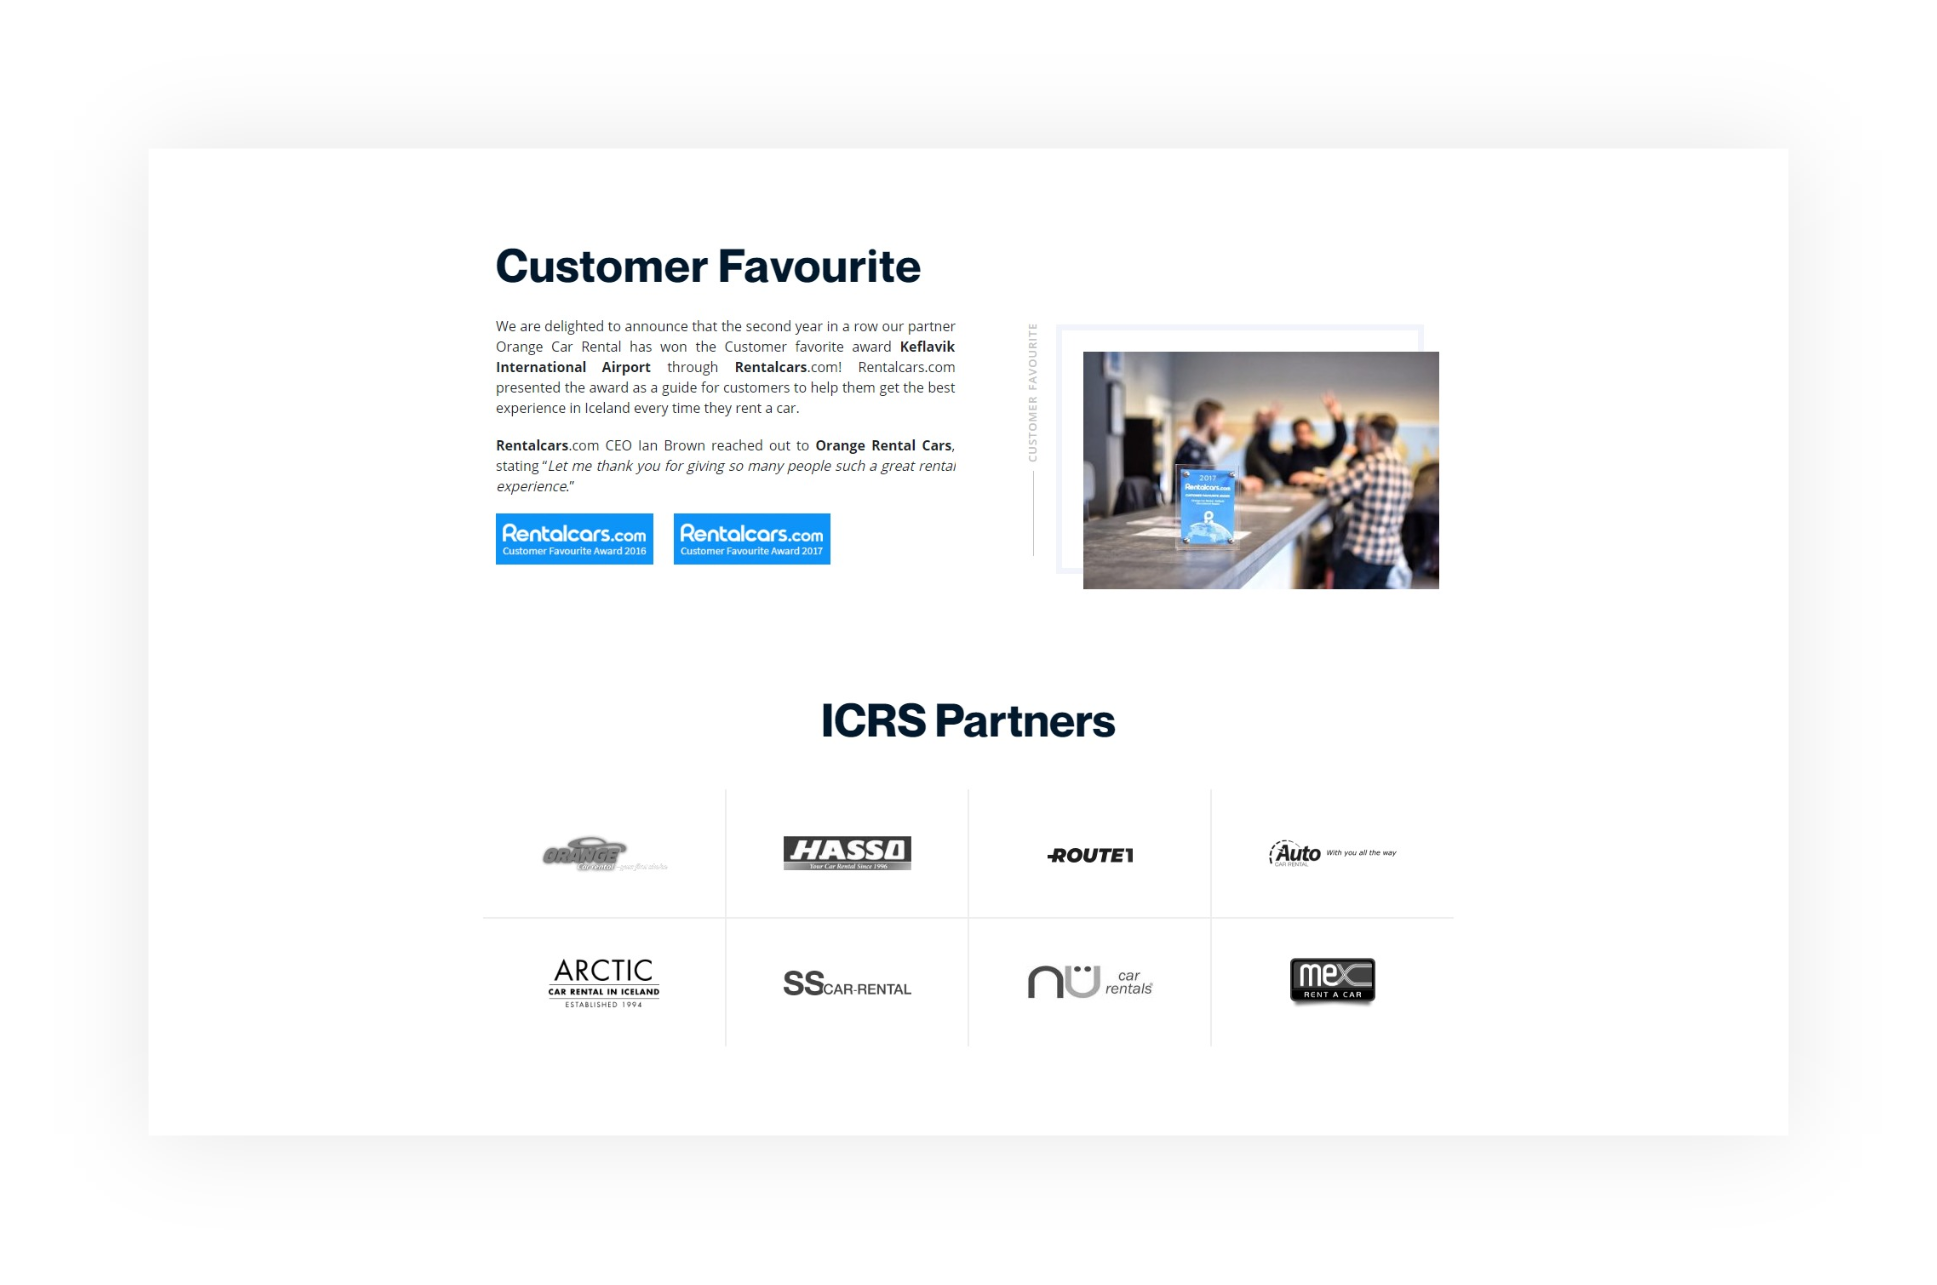 Customer Favourite
We are delighted to announce that the second year in a row our partner
Orange Car Rental has won the Customer favorite award Keflavik
International Airport through Rentalcars.com! Rentalcars.com
presented the award as a guide for customers to help them get the best
experience in Iceland every time they rent a car.
Rentalcars.com CEO Ian Brown reached out to Orange Rental Cars,
stating “Let me thank you for giving so many people such a great rental
experience.”
Rentalcars.com
Customer Favourite Award 2016
Rentalcars.com
Customer Favourite Award 2017
CUSTOMER FAVOURITE
2017
Rentalcars.com
CUSTOMER FAVOURITE AWARD
ICRS Partners
ORANGE
Car rental
HASSO
Your Car Rental Since 1996
ROUTE1
Auto
CAR RENTAL
With you all the way
ARCTIC
CAR RENTAL IN ICELAND
ESTABLISHED 1994
SSCAR-RENTAL
nü car
rentals
mex
RENT A CAR